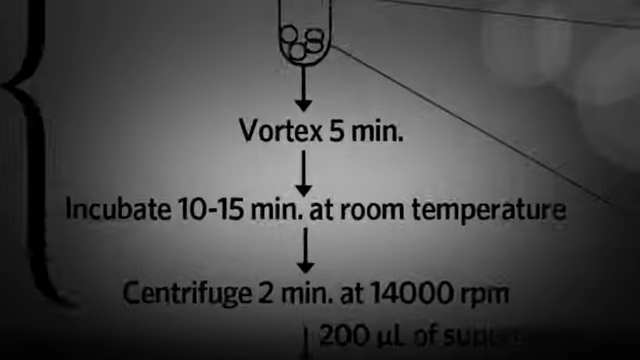 Vortex 5 min.
Incubate 10-15 min. at room temperature
Centrifuge 2 min. at 14000 rpm
200 µL of